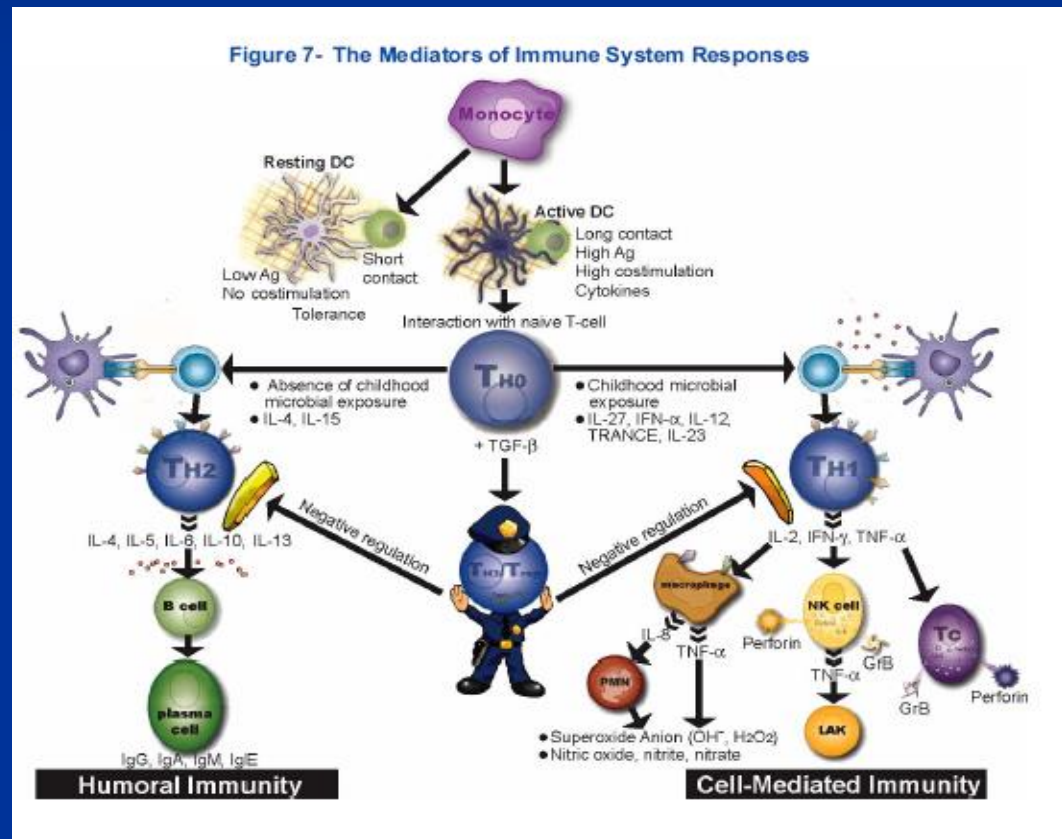 Figure 7- The Mediators of Immune System Responses
Monocyte
Resting DC
Low Ag
No costimulation
Tolerance
Short
contact
Active DC
Long contact
High Ag
High costimulation
Cytokines
Interaction with naive T-cell
TH0
● Absence of childhood
microbial exposure
● IL-4, IL-15
● Childhood microbial
exposure
● IL-27, IFN-α, IL-12,
TRANCE, IL-23
+ TGF-β
TH2
TH1
IL-4, IL-5, IL-6, IL-10, IL-13
Negative regulation
Negative regulation
IL-2, IFN-γ, TNF-α
B cell
plasma
cell
IgG, IgA, IgM, IgE
macrophage
IL-8
TNF-α
PMN
● Superoxide Anion (OH⁻, H2O2)
● Nitric oxide, nitrite, nitrate
NK cell
Perforin
GrB
TNF-α
LAK
Tc
GrB
Perforin
Humoral Immunity
Cell-Mediated Immunity